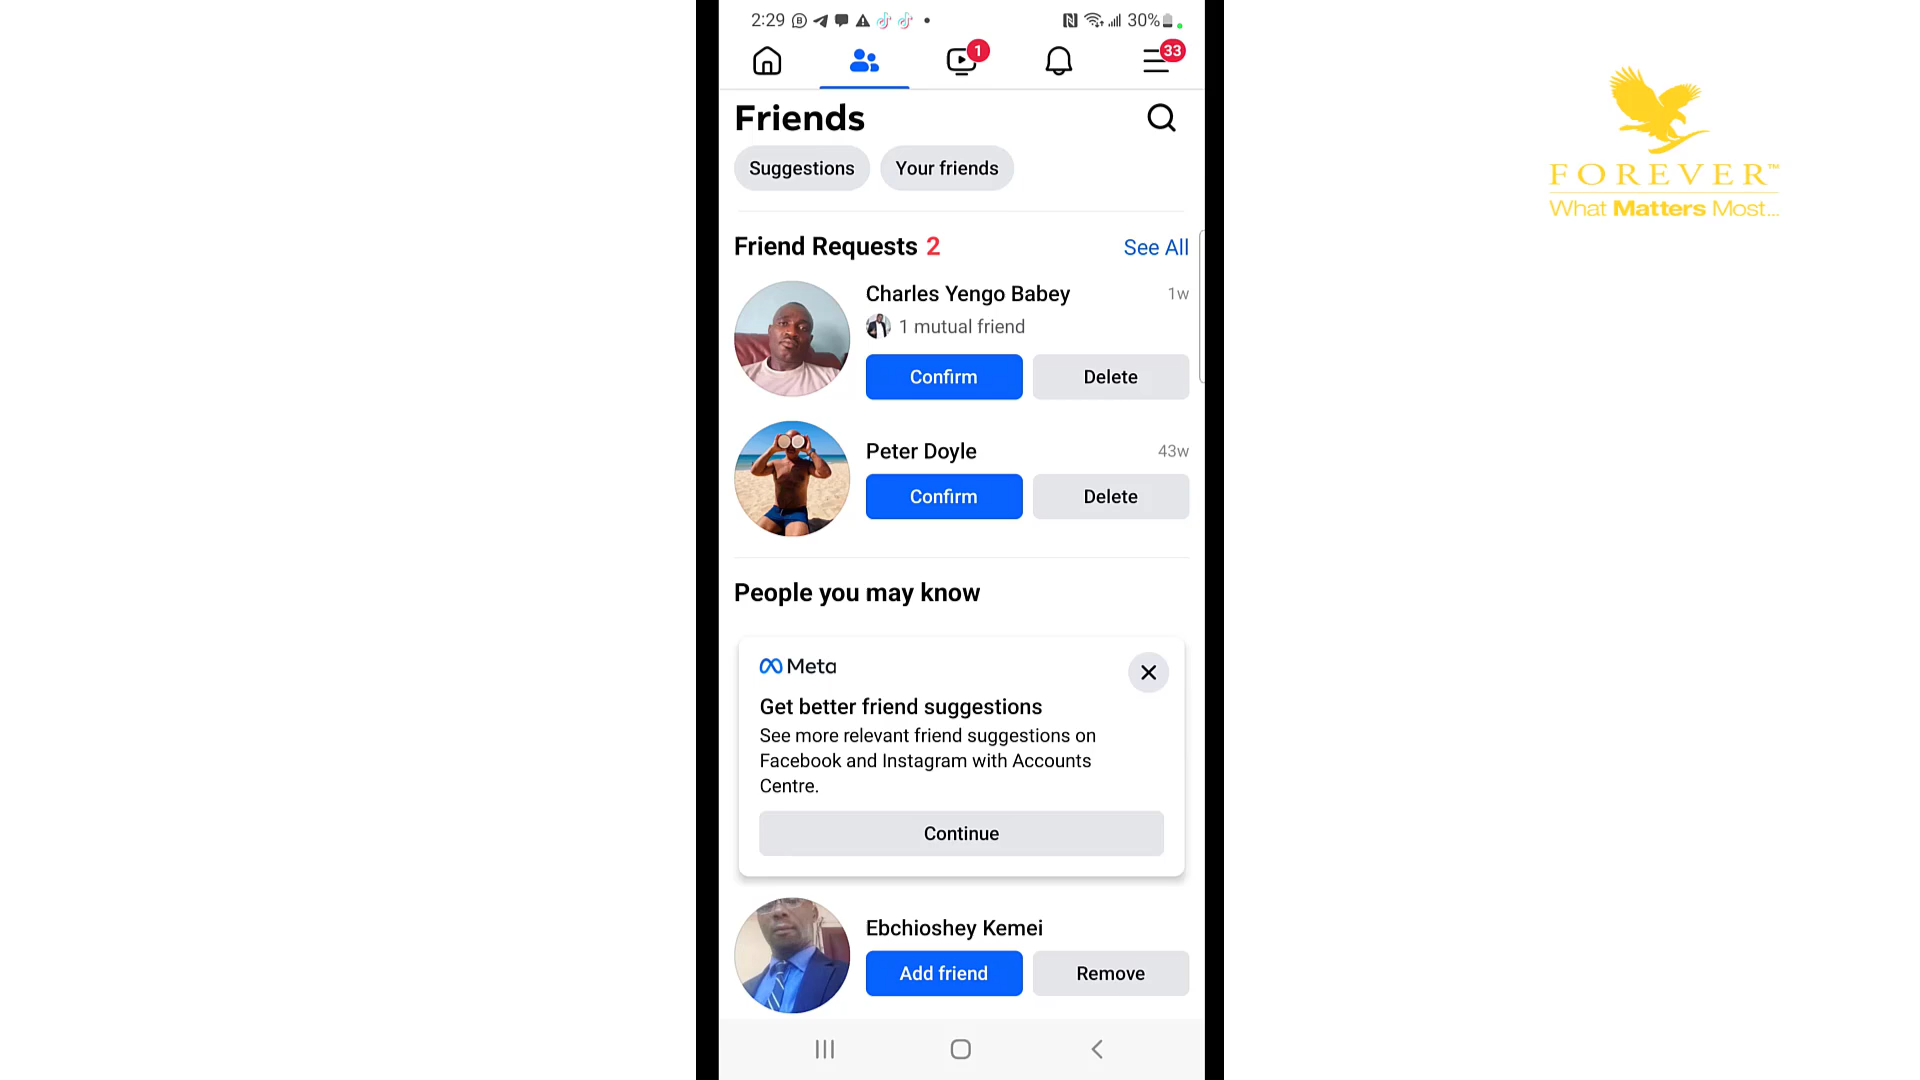 2:29
30%
1
33
Friends
Suggestions
Your friends
Friend Requests 2
See All
Charles Yengo Babey
1w
1 mutual friend
Confirm
Delete
Peter Doyle
43w
Confirm
Delete
People you may know
Meta
Get better friend suggestions
See more relevant friend suggestions on
Facebook and Instagram with Accounts
Centre.
Continue
Ebchioshey Kemei
Add friend
Remove
FOREVER™
What Matters Most...